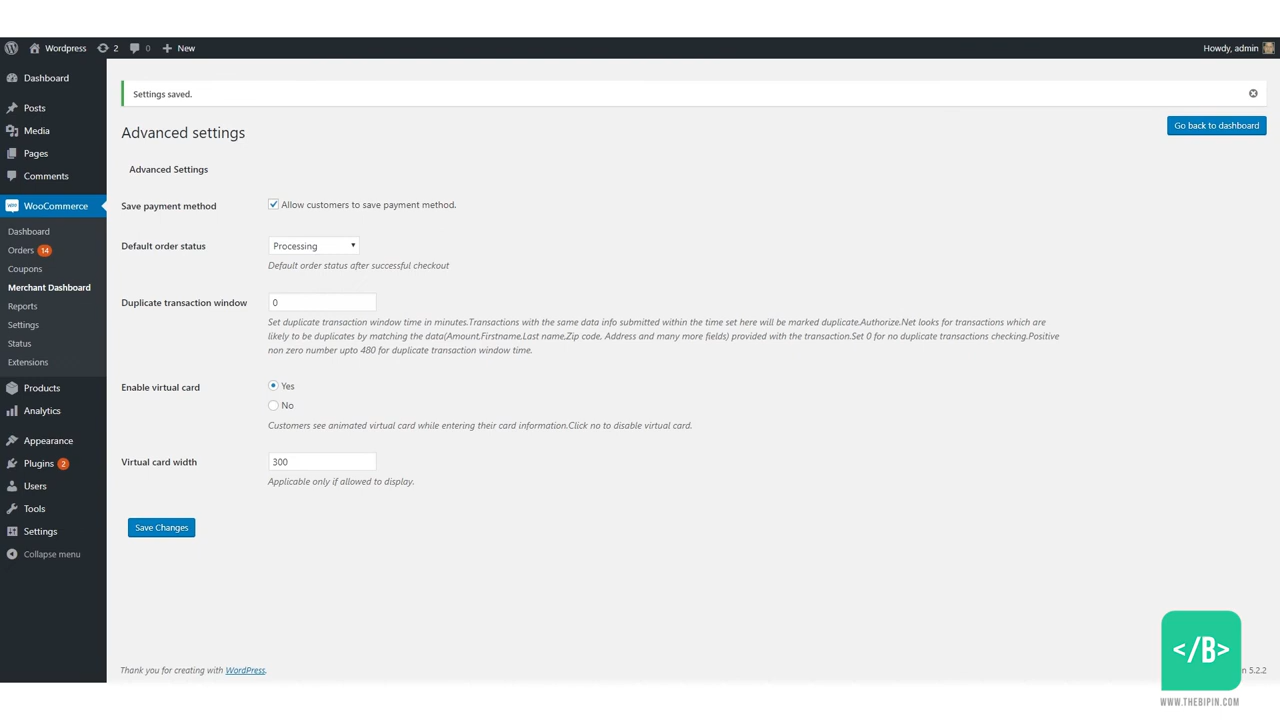 Wordpress 2 0 New Howdy, admin
Dashboard
Posts
Media
Pages
Comments
WooCommerce
Dashboard
Orders 14
Coupons
Merchant Dashboard
Reports
Settings
Status
Extensions
Products
Analytics
Appearance
Plugins 2
Users
Tools
Settings
Collapse menu
Settings saved.
Advanced settings
Go back to dashboard
Advanced Settings
Save payment method
Allow customers to save payment method.
Default order status
Processing
Default order status after successful checkout
Duplicate transaction window
0
Set duplicate transaction window time in minutes.Transactions with the same data info submitted within the time set here will be marked duplicate.Authorize.Net looks for transactions which are
likely to be duplicates by matching the data(Amount,Firstname,Last name,Zip code, Address and many more fields) provided with the transaction.Set 0 for no duplicate transactions checking.Positive
non zero number upto 480 for duplicate transaction window time.
Enable virtual card
Yes
No
Customers see animated virtual card while entering their card information.Click no to disable virtual card.
Virtual card width
300
Applicable only if allowed to display.
Save Changes
Thank you for creating with WordPress.
5.2.2
</B>
WWW.THEBIPIN.COM